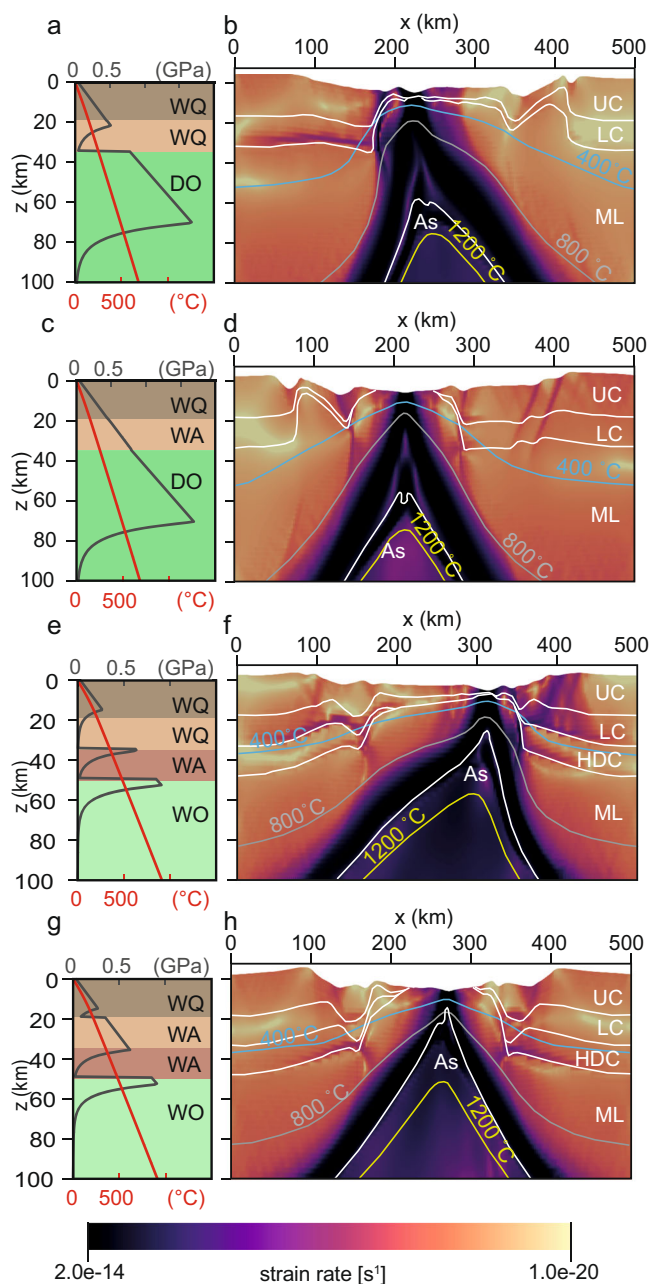 a
b
x (km)
0 0.5 (GPa)
0 100 200 300 400 500
0
20
40
60
80
100
z (km)
WQ
WQ
DO
UC
LC
400˚C
ML
As
1200˚C
800˚C
0 500 (°C)
c
d
x (km)
0 0.5 (GPa)
0 100 200 300 400 500
0
20
40
60
80
100
z (km)
WQ
WA
DO
UC
LC
400˚C
ML
1200˚C
As
800˚C
0 500 (°C)
e
f
x (km)
0 0.5 (GPa)
0 100 200 300 400 500
0
20
40
60
80
100
z (km)
WQ
WQ
WA
WO
UC
LC
400˚C
HDC
As
ML
800˚C
1200˚C
0 500 (°C)
g
h
x (km)
0 0.5 (GPa)
0 100 200 300 400 500
0
20
40
60
80
100
z(km)
WQ
WA
WA
WO
UC
LC
400˚C
HDC
As
ML
800˚C
1200˚C
0 500 (°C)
2.0e-14 strain rate [s¹] 1.0e-20